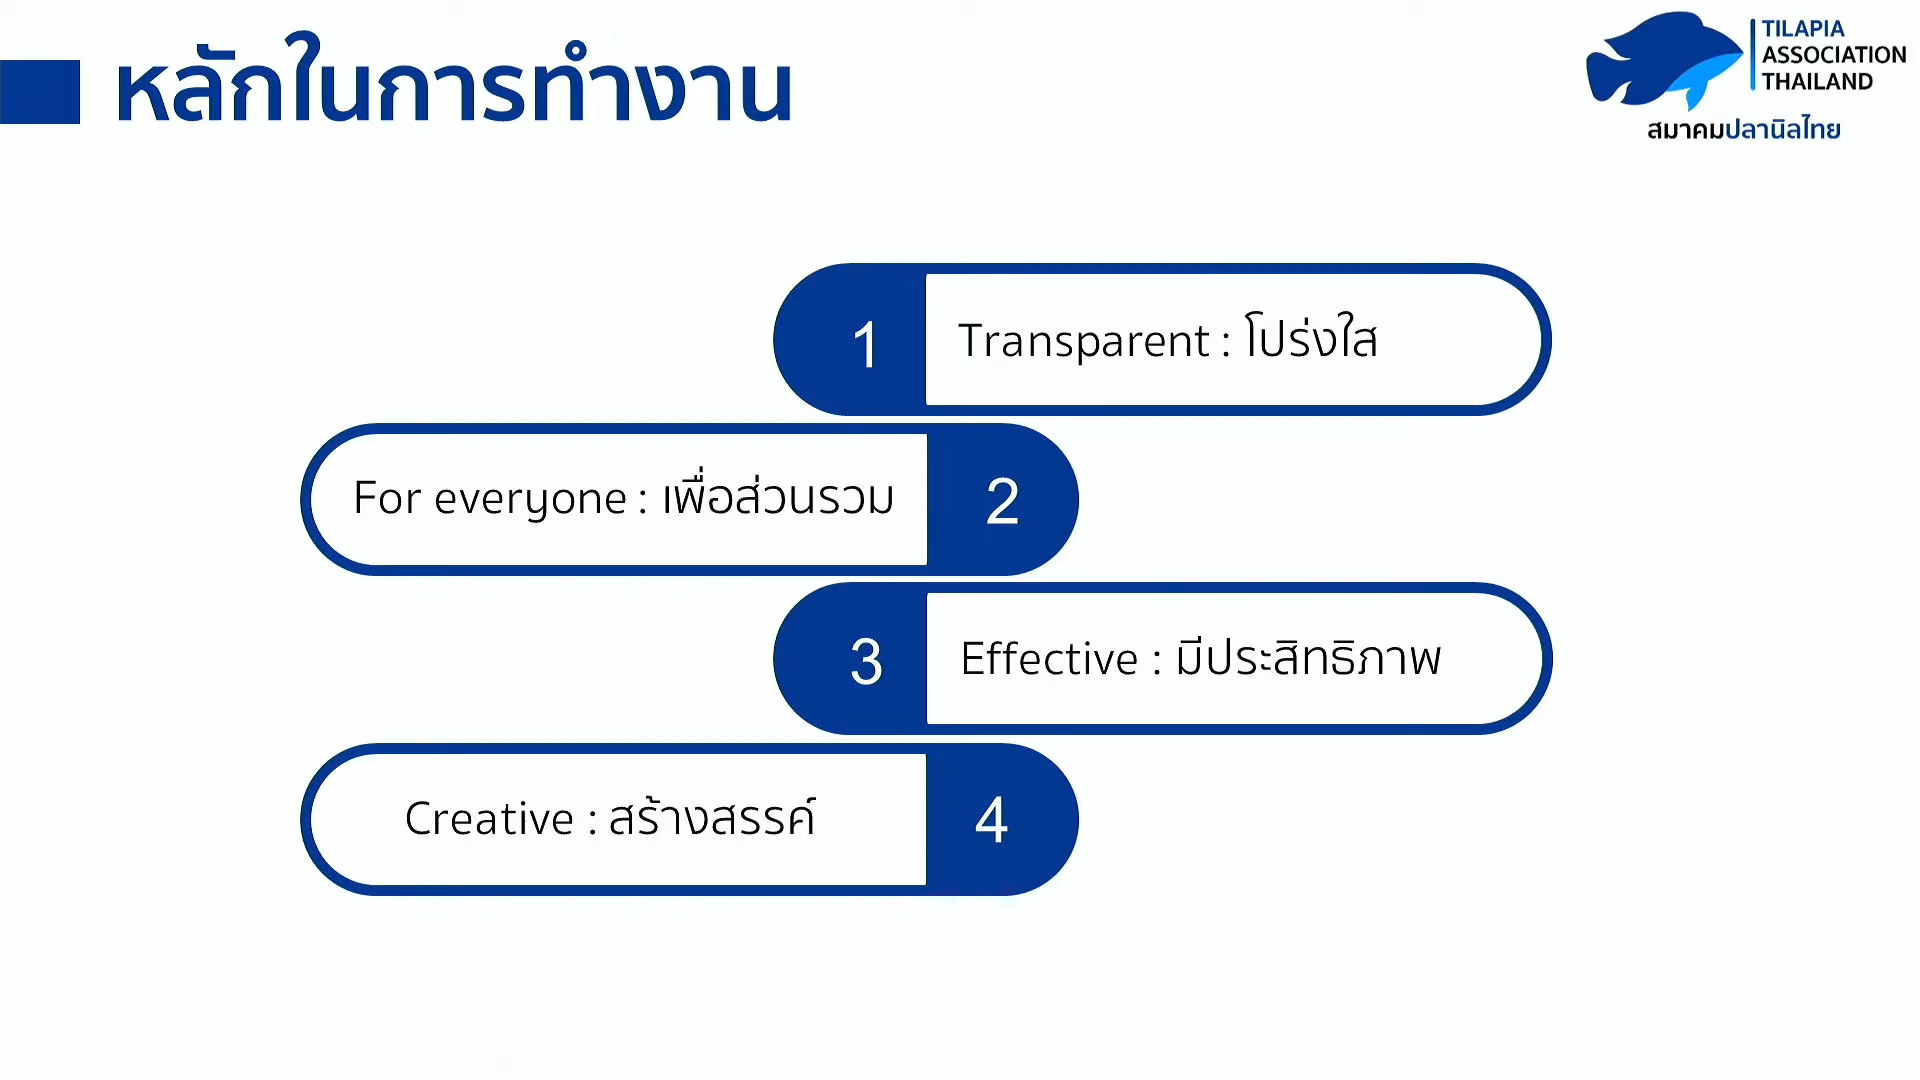 หลักในการทำงาน
TILAPIA
ASSOCIATION
THAILAND
สมาคมปลานิลไทย
1
Transparent : โปร่งใส
For everyone : เพื่อส่วนรวม
2
3
Effective : มีประสิทธิภาพ
Creative : สร้างสรรค์
4